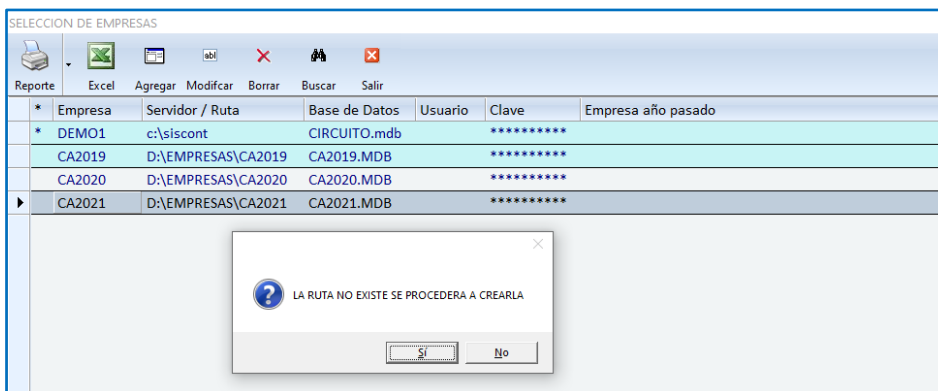 SELECCION DE EMPRESAS
abl
Reporte Excel Agregar Modifcar Borrar Buscar Salir
* Empresa Servidor / Ruta Base de Datos Usuario Clave Empresa año pasado
* DEMO1 c:\siscont CIRCUITO.mdb **********
CA2019 D:\EMPRESAS\CA2019 CA2019.MDB **********
CA2020 D:\EMPRESAS\CA2020 CA2020.MDB **********
CA2021 D:\EMPRESAS\CA2021 CA2021.MDB **********
LA RUTA NO EXISTE SE PROCEDERA A CREARLA
Sí No